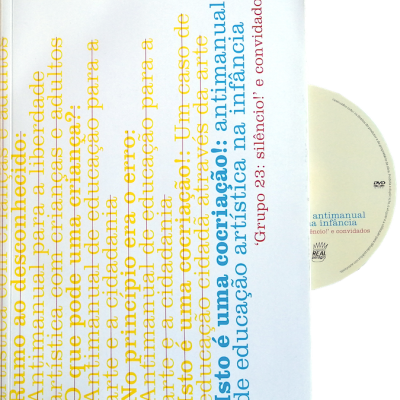 Rumo ao desconhecido:
Antimanual para a liberdade
artística com crianças e adultos
O que pode uma criança?:
Antimanual de educação para a
arte e a cidadania
No princípio era o erro:
Antimanual de educação para a
arte e a cidadania
Isto é uma cocriação!: Um caso de
educação cidadã através da arte
Isto é uma cocriação!: antimanual
de educação artística na infância
'Grupo 23: silêncio!' e convidado
DVD
antimanual
na infância
silêncio!' e convidados
REAL